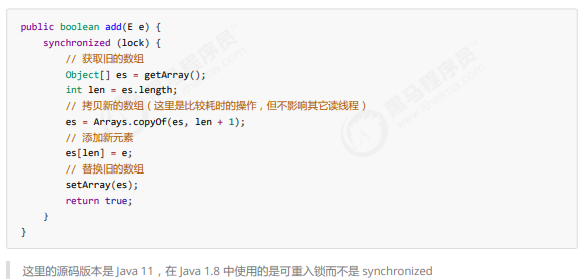 public boolean add(E e) {
    synchronized (lock) {
        // 获取旧的数组
        Object[] es = getArray();
        int len = es.length;
        // 拷贝新的数组（这里是比较耗时的操作，但不影响其它读线程）
        es = Arrays.copyOf(es, len + 1);
        // 添加新元素
        es[len] = e;
        // 替换旧的数组
        setArray(es);
        return true;
    }
}
这里的源码版本是 Java 11，在 Java 1.8 中使用的是可重入锁而不是 synchronized